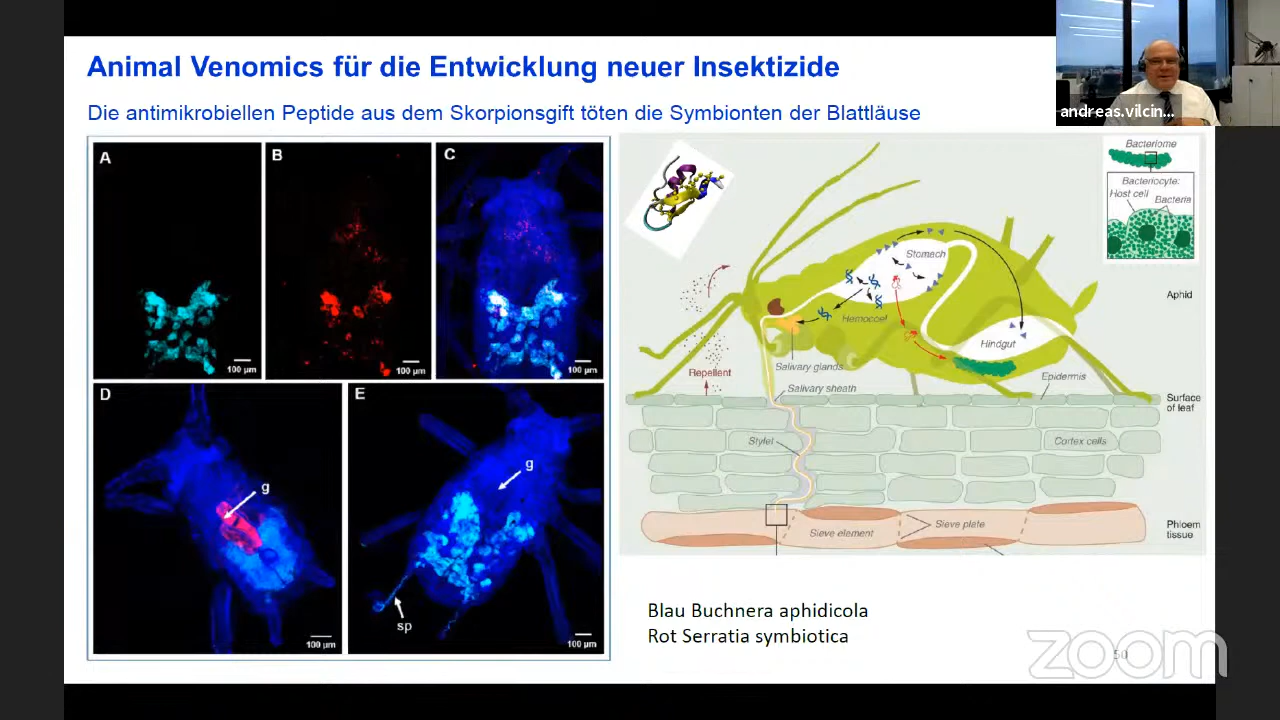 Animal Venomics für die Entwicklung neuer Insektizide
Die antimikrobiellen Peptide aus dem Skorpionsgift töten die Symbionten der Blattläuse
andreas.vilcin...
A
B
C
100 µm
100 µm
100 µm
D
E
g
g
sp
100 µm
100 µm
Bacteriome
Bacteriocyte:
Host cell
Bacteria
Stomach
Aphid
Hemocoel
Hindgut
Salivary glands
Repellent
Salivary sheath
Epidermis
Surface
of leaf
Stylet
Cortex cells
Sieve element
Sieve plate
Phloem
tissue
Blau Buchnera aphidicola
Rot Serratia symbiotica
zoom
50